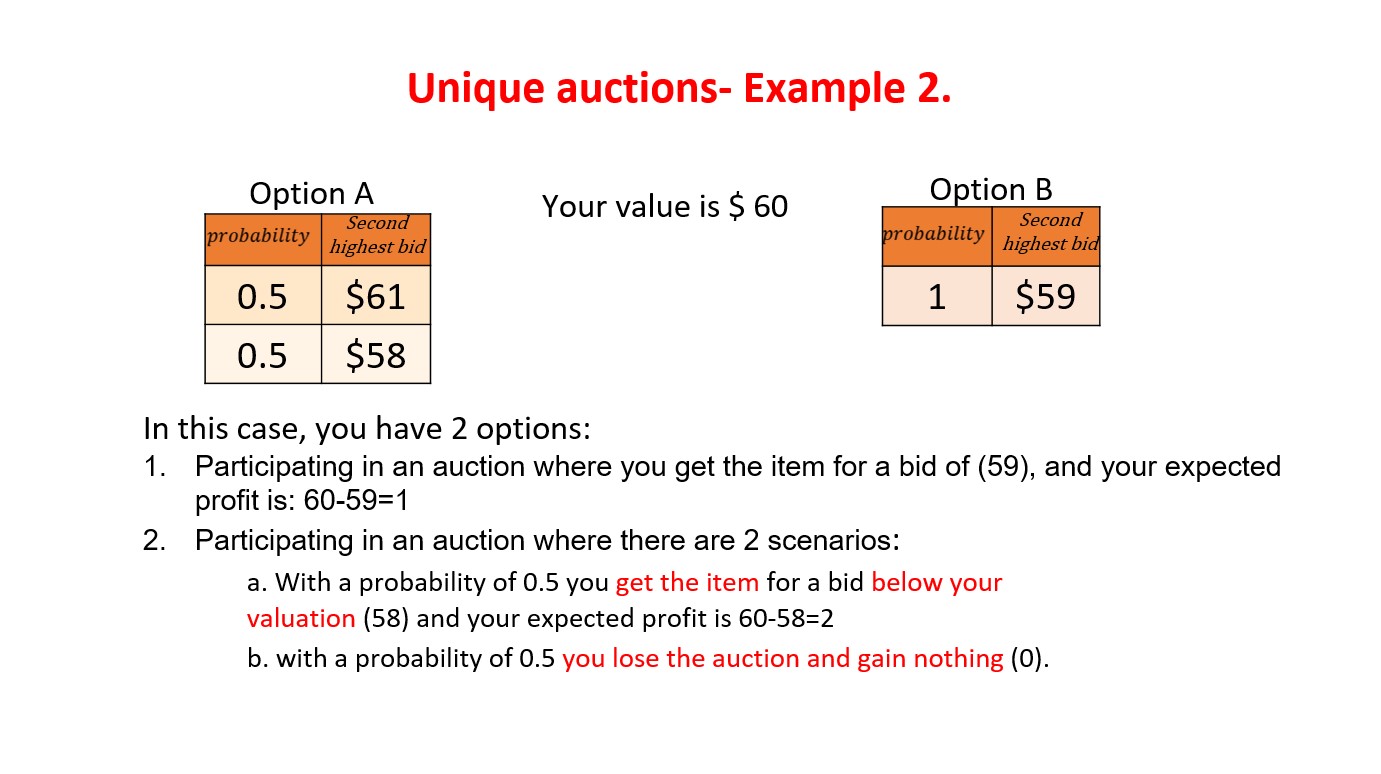 Unique auctions- Example 2.
Option A
Your value is $ 60
Option B
probability Second highest bid
0.5 $61
0.5 $58
probability Second highest bid
1 $59
In this case, you have 2 options:
1. Participating in an auction where you get the item for a bid of (59), and your expected
profit is: 60-59=1
2. Participating in an auction where there are 2 scenarios:
a. With a probability of 0.5 you get the item for a bid below your
valuation (58) and your expected profit is 60-58=2
b. with a probability of 0.5 you lose the auction and gain nothing (0).